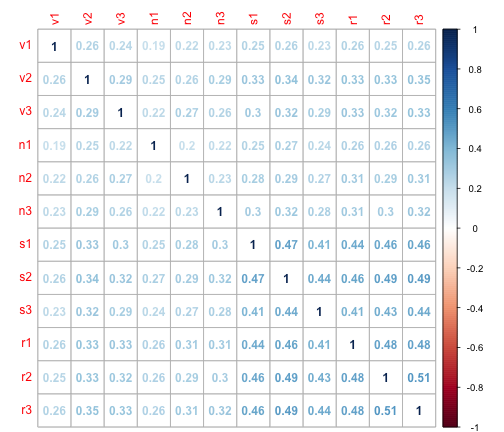 v1 v2 v3 n1 n2 n3 s1 s2 s3 r1 r2 r3
v1 1 0.26 0.24 0.19 0.22 0.23 0.25 0.26 0.23 0.26 0.25 0.26
v2 0.26 1 0.29 0.25 0.26 0.29 0.33 0.34 0.32 0.33 0.33 0.35
v3 0.24 0.29 1 0.22 0.27 0.26 0.3 0.32 0.29 0.33 0.32 0.33
n1 0.19 0.25 0.22 1 0.2 0.22 0.25 0.27 0.24 0.26 0.26 0.26
n2 0.22 0.26 0.27 0.2 1 0.23 0.28 0.29 0.27 0.31 0.29 0.31
n3 0.23 0.29 0.26 0.22 0.23 1 0.3 0.32 0.28 0.31 0.3 0.32
s1 0.25 0.33 0.3 0.25 0.28 0.3 1 0.47 0.41 0.44 0.46 0.46
s2 0.26 0.34 0.32 0.27 0.29 0.32 0.47 1 0.44 0.46 0.49 0.49
s3 0.23 0.32 0.29 0.24 0.27 0.28 0.41 0.44 1 0.41 0.43 0.44
r1 0.26 0.33 0.33 0.26 0.31 0.31 0.44 0.46 0.41 1 0.48 0.48
r2 0.25 0.33 0.32 0.26 0.29 0.3 0.46 0.49 0.43 0.48 1 0.51
r3 0.26 0.35 0.33 0.26 0.31 0.32 0.46 0.49 0.44 0.48 0.51 1
1
0.8
0.6
0.4
0.2
0
-0.2
-0.4
-0.6
-0.8
-1